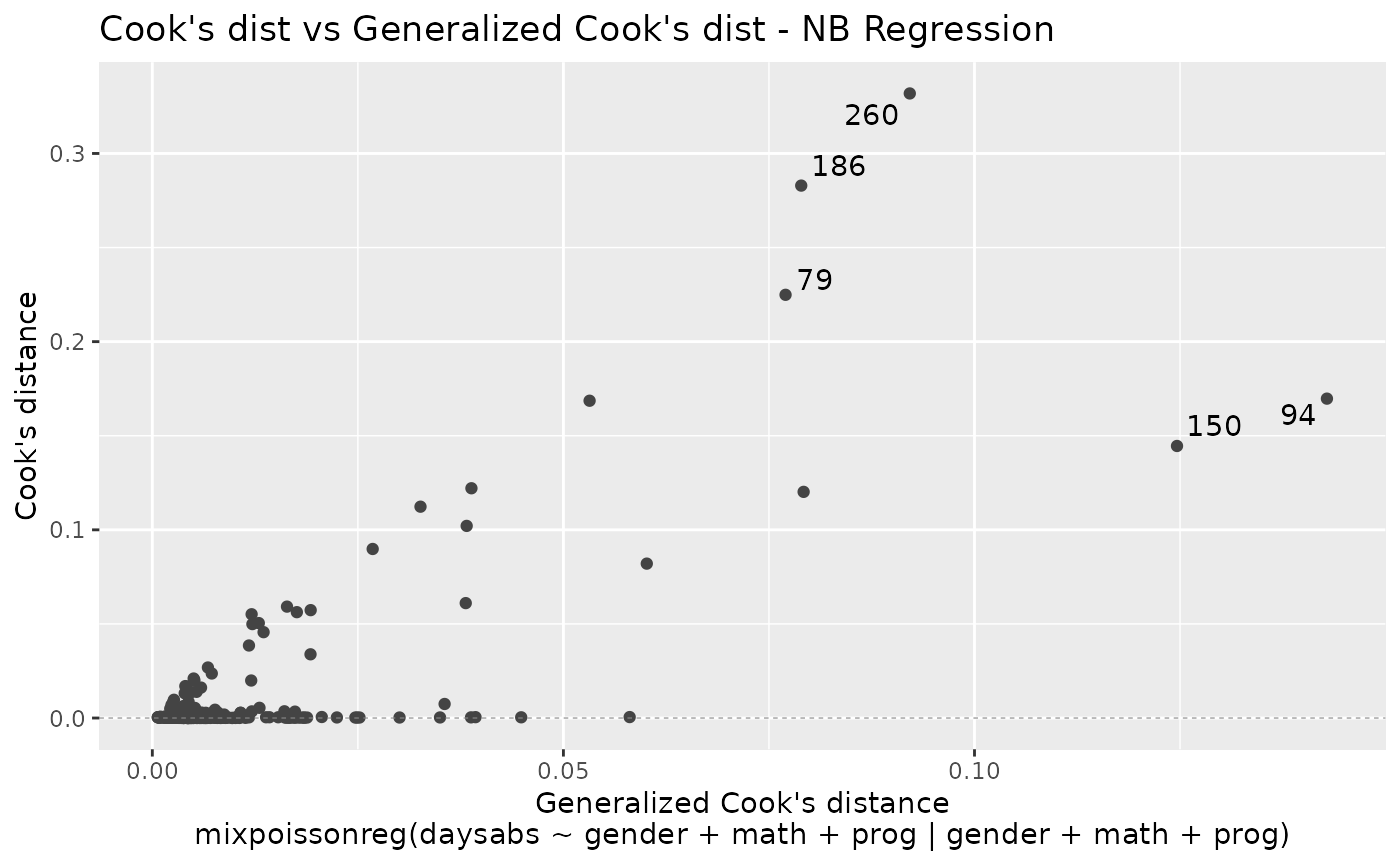 Cook's dist vs Generalized Cook's dist - NB Regression
260
0.3
186
79
0.2
94
150
Cook's distance
0.1
0.0
0.00 0.05 0.10
Generalized Cook's distance
mixpoissonreg(daysabs ~ gender + math + prog | gender + math + prog)